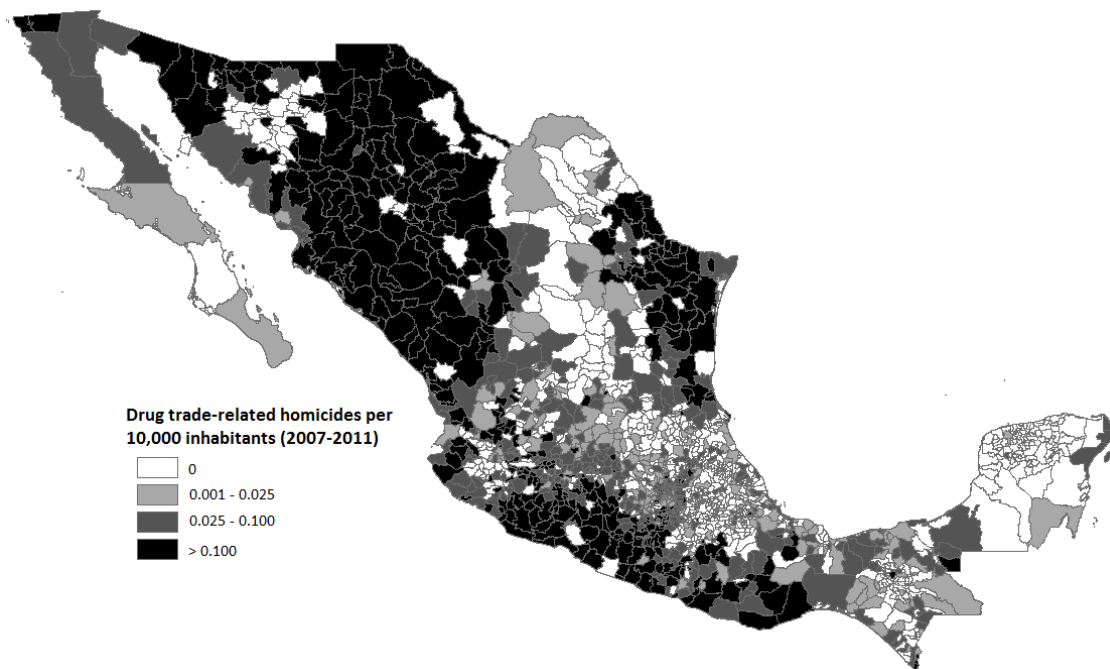 Drug trade-related homicides per
10,000 inhabitants (2007-2011)
0
0.001 - 0.025
0.025 - 0.100
> 0.100